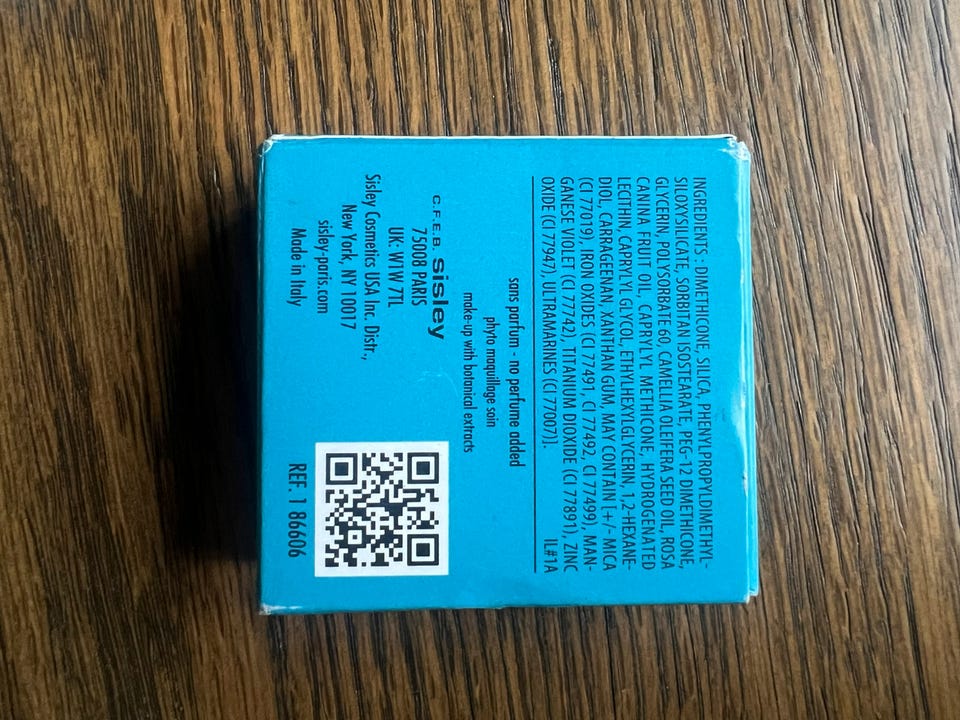 INGREDIENTS : DIMETHICONE, SILICA, PHENYLPROPYLDIMETHYL-
SILOXYSILICATE, SORBITAN ISOSTEARATE, PEG-12 DIMETHICONE,
GLYCERIN, POLYSORBATE 60, CAMELLIA OLEIFERA SEED OIL, ROSA
CANINA FRUIT OIL, CAPRYLYL METHICONE, HYDROGENATED
LECITHIN, CAPRYLYL GLYCOL, ETHYLHEXYLGLYCERIN, 1,2-HEXANE-
DIOL, CARRAGEENAN, XANTHAN GUM, MAY CONTAIN [+/- MICA
(CI 77019), IRON OXIDES (CI 77491, CI 77492, CI 77499), MAN-
GANESE VIOLET (CI 77742), TITANIUM DIOXIDE (CI 77891)), ZINC
OXIDE (CI 77947), ULTRAMARINES (CI 77007)]. IL#1A
sans parfum - no perfume added
phyto maquillage soin
make-up with botanical extracts
C.F.E.B. sisley
75008 PARIS
UK: W1W 7TL
Sisley Cosmetics USA Inc. Distr.,
New York, NY 10017
sisley-paris.com
Made in Italy
REF. 1 86606